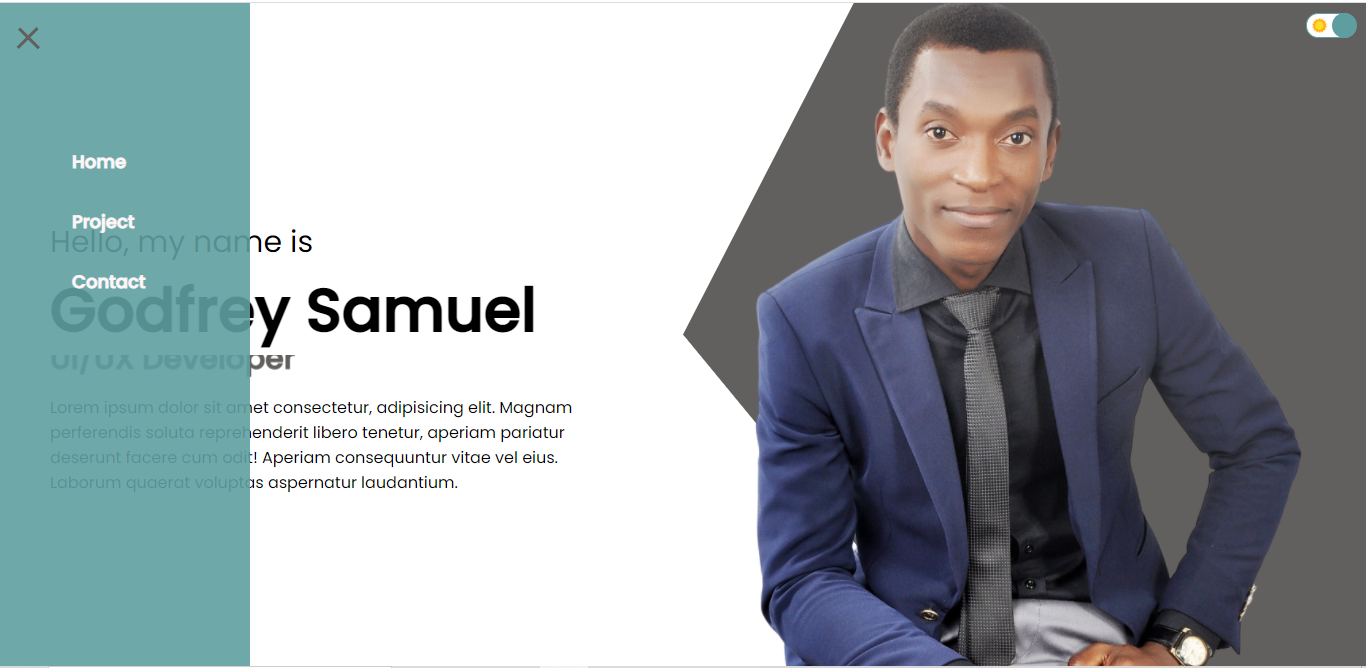 Home
Project
Contact
Hello, my name is
Godfrey Samuel
UI/UX Developer
Lorem ipsum dolor sit amet consectetur, adipisicing elit. Magnam
perferendis soluta reprehenderit libero tenetur, aperiam pariatur
deserunt facere cum odit! Aperiam consequuntur vitae vel eius.
Laborum quaerat voluptas aspernatur laudantium.